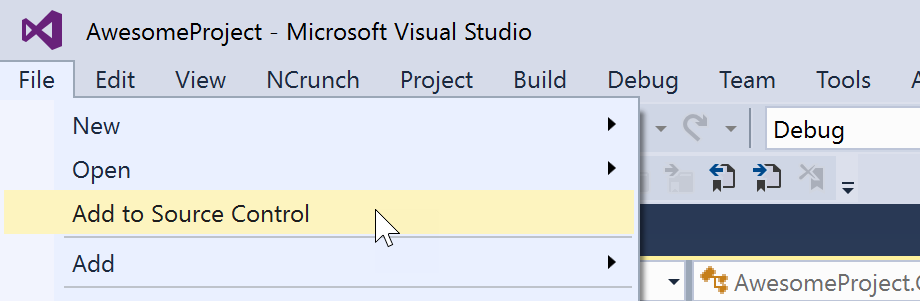 AwesomeProject - Microsoft Visual Studio
File Edit View NCrunch Project Build Debug Team Tools
New
Debug
Open
Add to Source Control
Add
AwesomeProject.